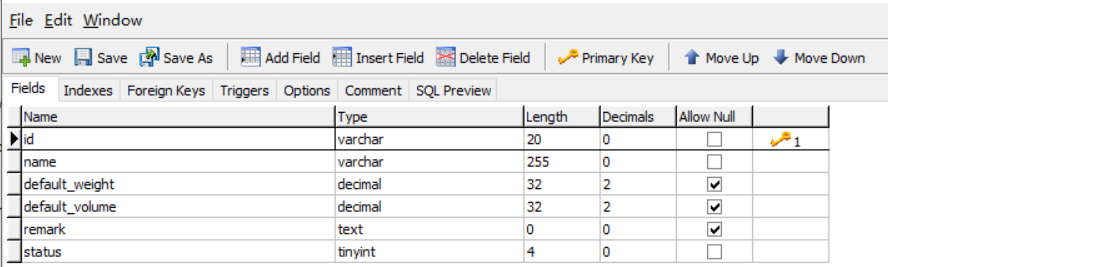 File Edit Window
New Save Save As Add Field Insert Field Delete Field Primary Key Move Up Move Down
Fields Indexes Foreign Keys Triggers Options Comment SQL Preview
Name Type Length Decimals Allow Null
id varchar 20 0 1
name varchar 255 0
default_weight decimal 32 2
default_volume decimal 32 2
remark text 0 0
status tinyint 4 0